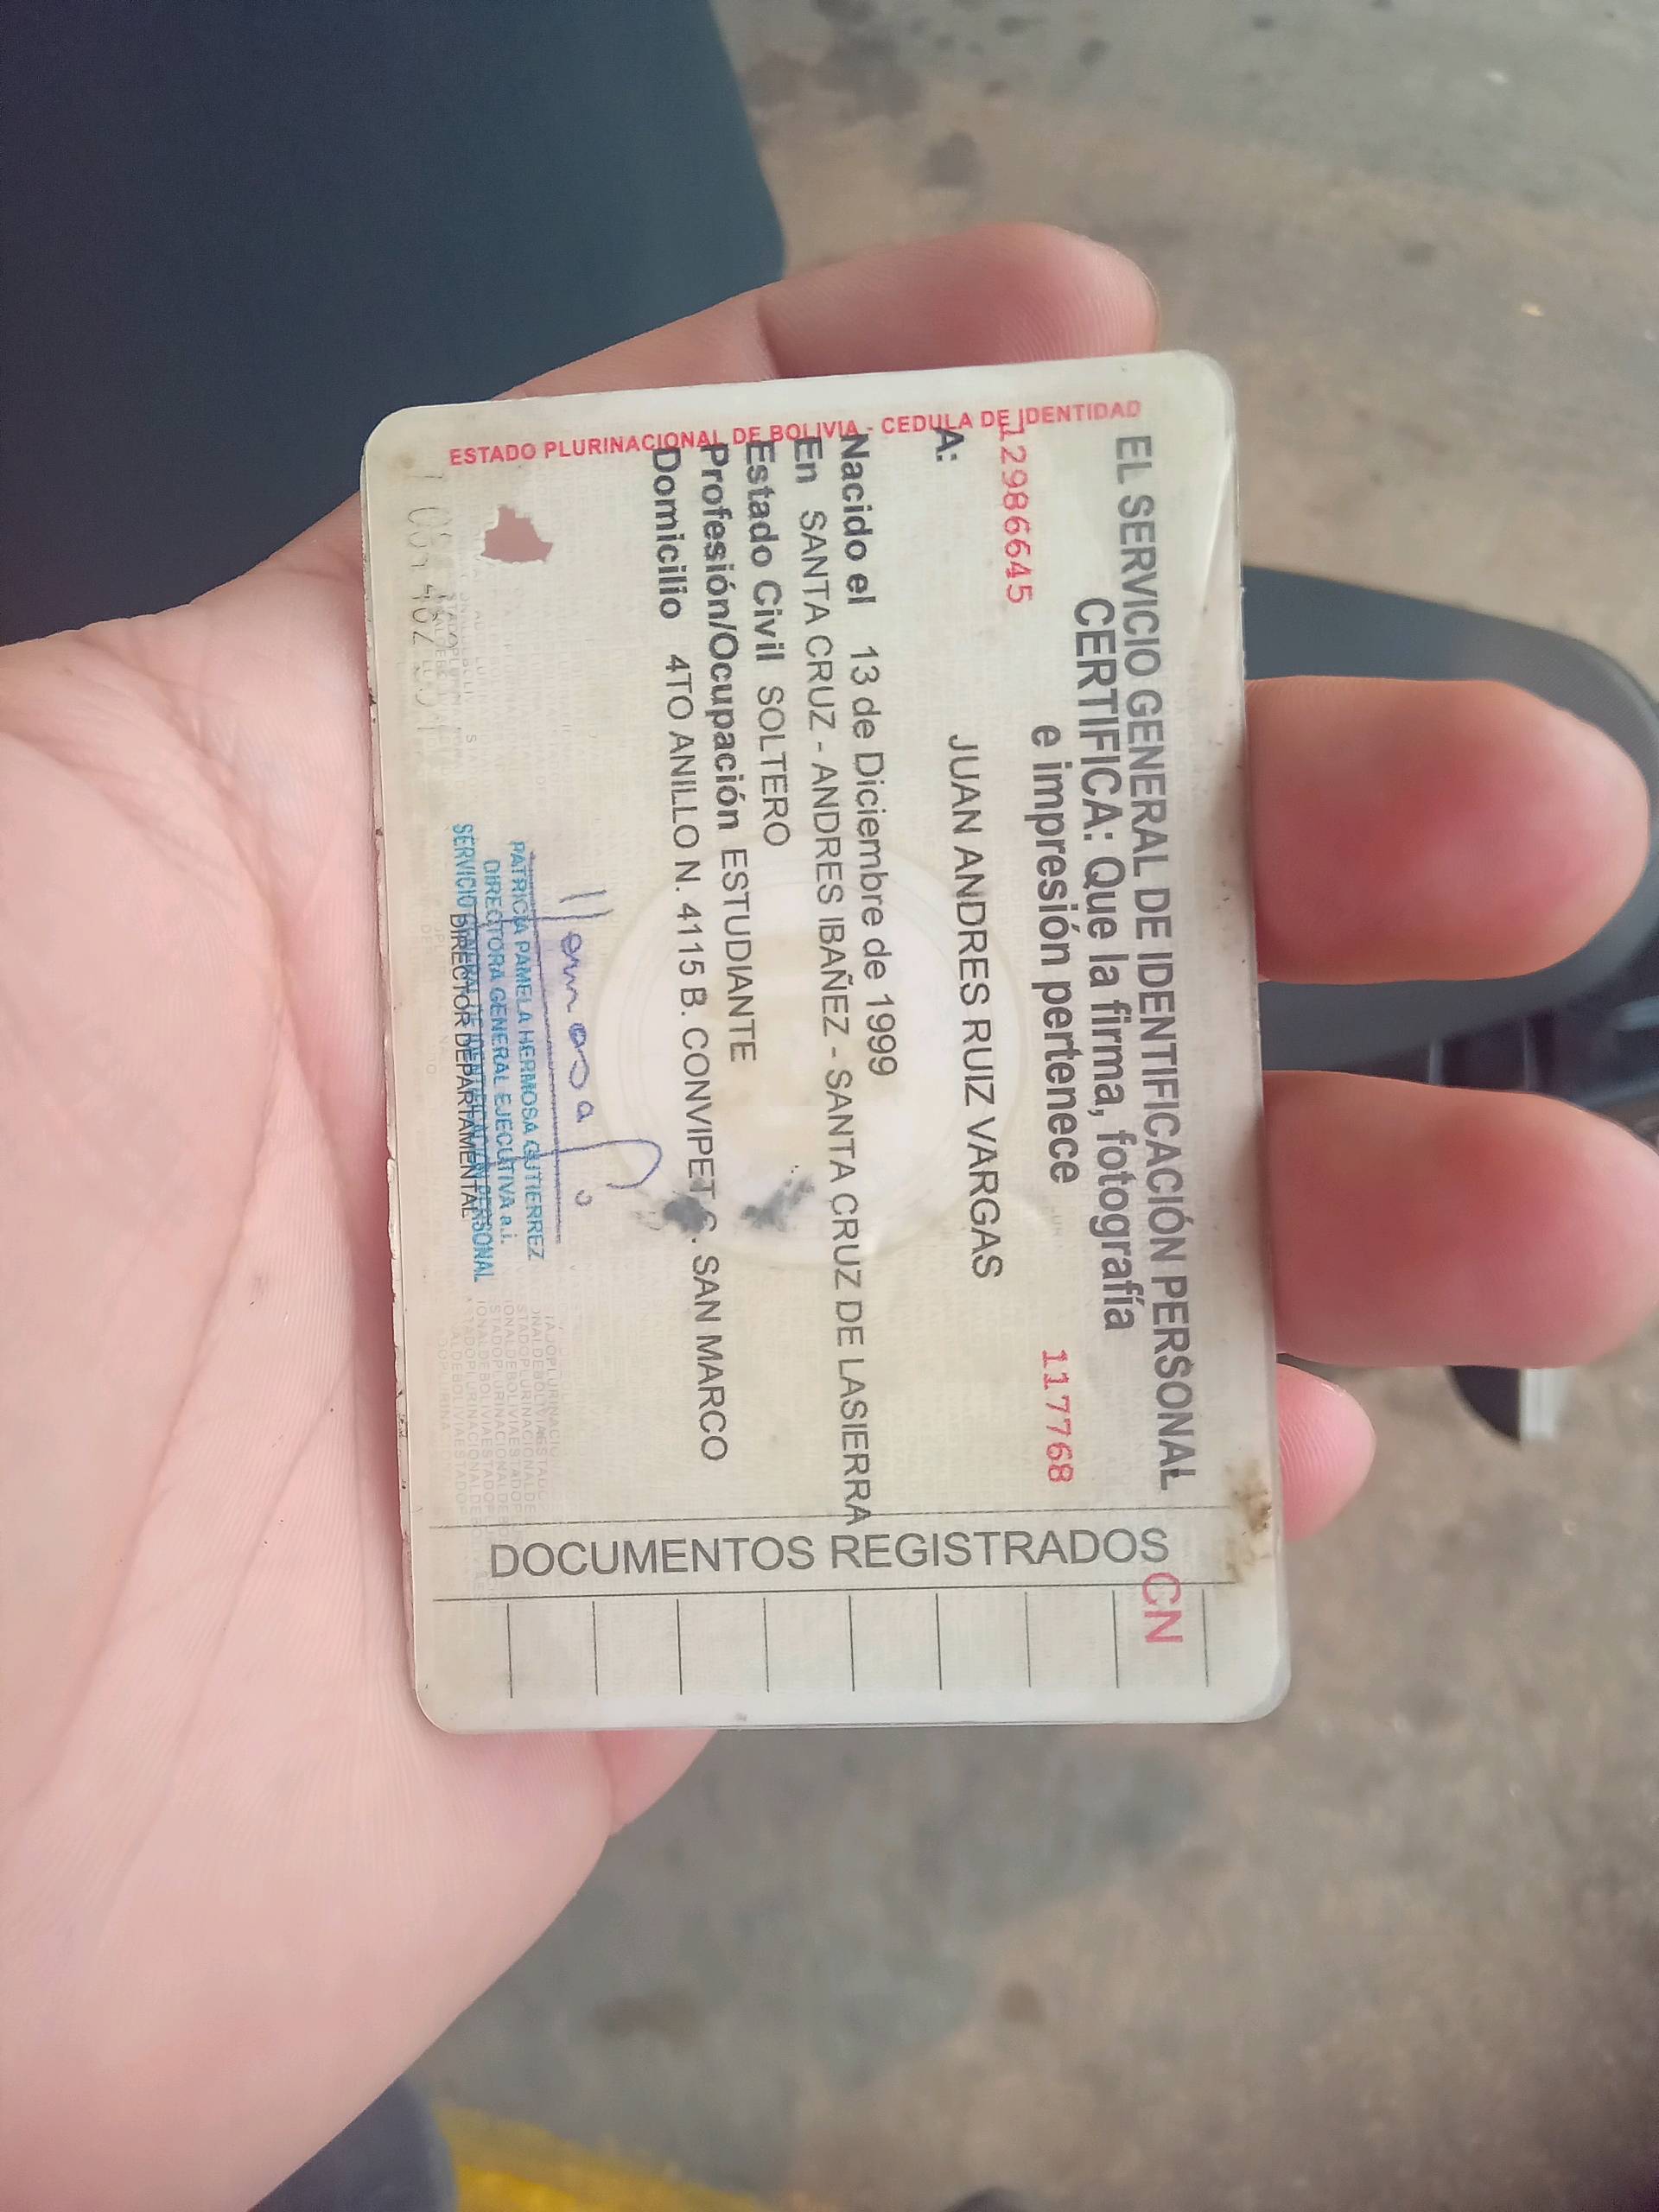 EL SERVICIO GENERAL DE IDENTIFICACIÓN PERSONAL
CERTIFICA: Que la firma, fotografía
e impresión pertenece
12986645
117768
A:
JUAN ANDRES RUIZ VARGAS
Nacido el 13 de Diciembre de 1999
En SANTA CRUZ - ANDRES IBAÑEZ - SANTA CRUZ DE LASIERRA
Estado Civil SOLTERO
Profesión/Ocupación ESTUDIANTE
Domicilio 4TO ANILLO N. 4115 B. CONVIPET C. SAN MARCO
PATRICIA PAMELA HERMOSA GUTIERREZ
DIRECTORA GENERAL EJECUTIVA a.i.
SERVICIO GENERAL DE IDENTIFICACIÓN PERSONAL
DIRECTOR DEPARTAMENTAL
ESTADO PLURINACIONAL DE BOLIVIA - CEDULA DE IDENTIDAD
DOCUMENTOS REGISTRADOS
CN